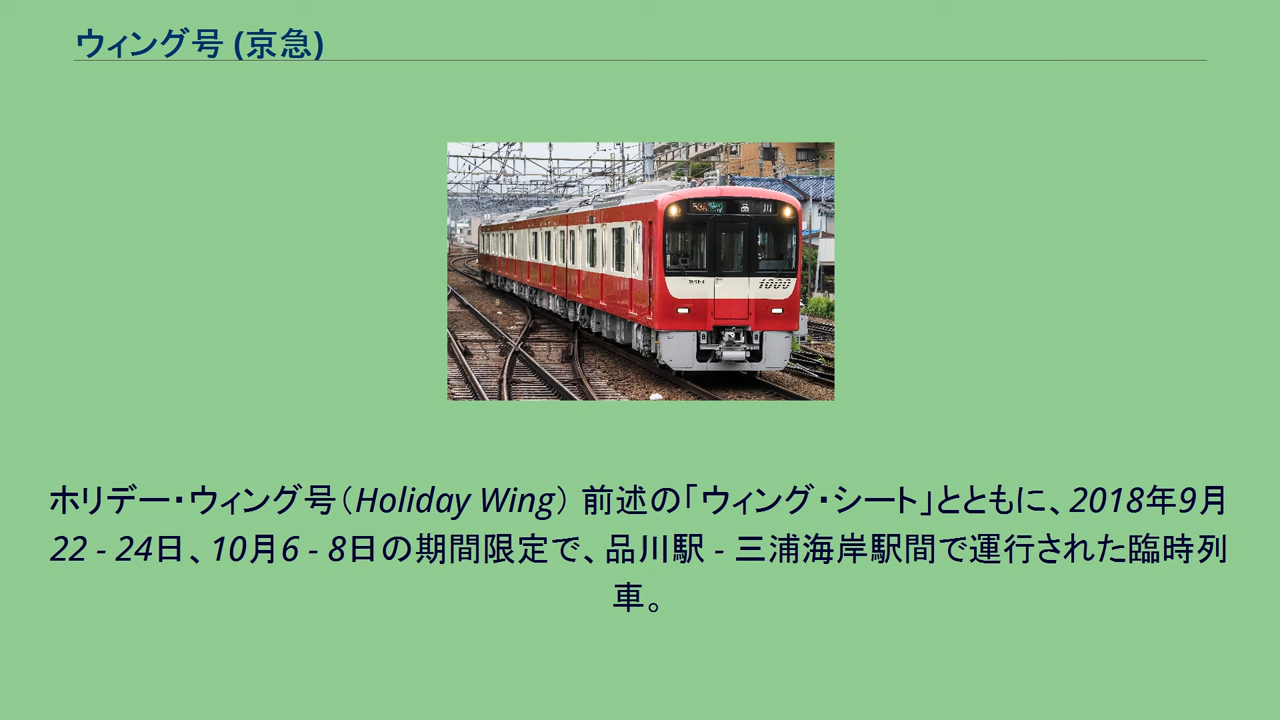 ウィング号 (京急)
品川
1000
ホリデー・ウィング号（Holiday Wing） 前述の「ウィング・シート」とともに、2018年9月
22 - 24日、10月6 - 8日の期間限定で、品川駅 - 三浦海岸駅間で運行された臨時列
車。